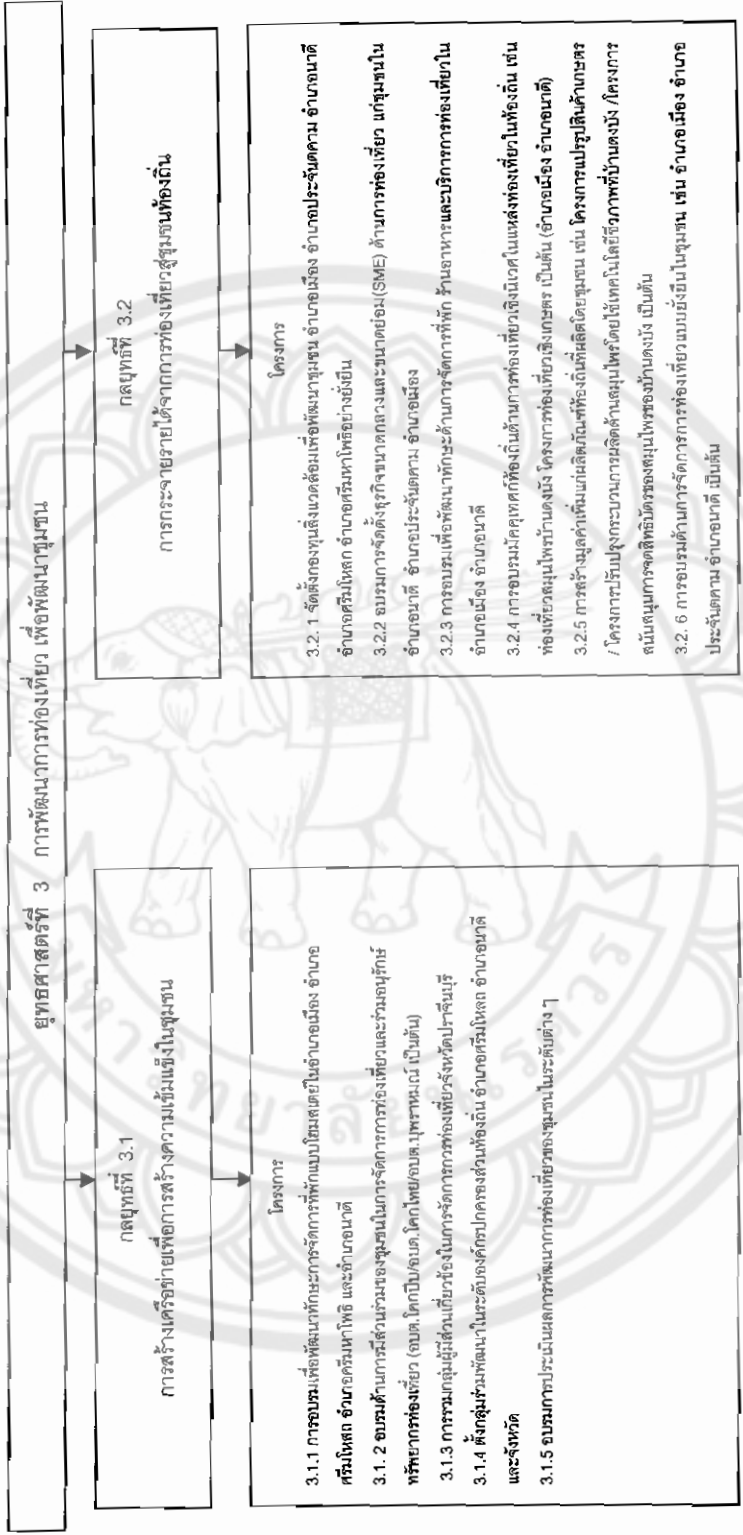 ยุทธศาสตร์ที่ 3 การพัฒนาการท่องเที่ยว เพื่อพัฒนาชุมชน
กลยุทธ์ที่ 3.1
การสร้างเครือข่ายเพื่อการสร้างความเข้มแข็งในชุมชน
โครงการ
3.1.1 การอบรมเพื่อพัฒนาทักษะการจัดการที่พักแบบโฮมสเตย์ในอำเภอเมือง อำเภอ
ศรีมโหสถ อำเภอศรีมหาโพธิ และอำเภอนาดี
3.1. 2 อบรมด้านการมีส่วนร่วมของชุมชนในการจัดการการท่องเที่ยวและร่วมอนุรักษ์
ทรัพยากรท่องเที่ยว (อบต.โคกปีบ/อบต.โคกไทย/อบต.บุพราหมณ์ เป็นต้น)
3.1.3 การรวมกลุ่มผู้มีส่วนเกี่ยวข้องในการจัดการการท่องเที่ยวจังหวัดปราจีนบุรี
3.1.4 ตั้งกลุ่มร่วมพัฒนาในระดับองค์กรปกครองส่วนท้องถิ่น อำเภอศรีมโหสถ อำเภอนาดี
และจังหวัด
3.1.5 อบรมการประเมินผลการพัฒนาการท่องเที่ยวของชุมชนในระดับต่าง ๆ
กลยุทธ์ที่ 3.2
การกระจายรายได้จากการท่องเที่ยวสู่ชุมชนท้องถิ่น
โครงการ
3.2. 1 จัดตั้งกองทุนสิ่งแวดล้อมเพื่อพัฒนาชุมชน อำเภอเมือง อำเภอประจันตคาม อำเภอนาดี
อำเภอศรีมโหสถ อำเภอศรีมหาโพธิอย่างยั่งยืน
3.2.2 อบรมการจัดตั้งธุรกิจขนาดกลางและขนาดย่อม(SME) ด้านการท่องเที่ยว แก่ชุมชนใน
อำเภอนาดี อำเภอประจันตคาม อำเภอเมือง
3.2.3 การอบรมเพื่อพัฒนาทักษะด้านการจัดการที่พัก ร้านอาหารและบริการการท่องเที่ยวใน
อำเภอเมือง อำเภอนาดี
3.2.4 การอบรมมัคคุเทศก์ท้องถิ่นด้านการท่องเที่ยวเชิงนิเวศในแหล่งท่องเที่ยวในท้องถิ่น เช่น
ท่องเที่ยวสมุนไพรบ้านดงบัง โครงการท่องเที่ยวเชิงเกษตร เป็นต้น (อำเภอเมือง อำเภอนาดี)
3.2.5 การสร้างมูลค่าเพิ่มแก่ผลิตภัณฑ์ท้องถิ่นที่ผลิตโดยชุมชน เช่น โครงการแปรรูปสินค้าเกษตร
/ โครงการปรับปรุงกระบวนการผลิตด้านสมุนไพรโดยใช้เทคโนโลยีชีวภาพที่บ้านดงบัง /โครงการ
สนับสนุนการจดสิทธิบัตรของสมุนไพรของบ้านดงบัง เป็นต้น
3.2. 6 การอบรมด้านการจัดการการท่องเที่ยวแบบยั่งยืนในชุมชน เช่น อำเภอเมือง อำเภอ
ประจันตคาม อำเภอนาดี เป็นต้น